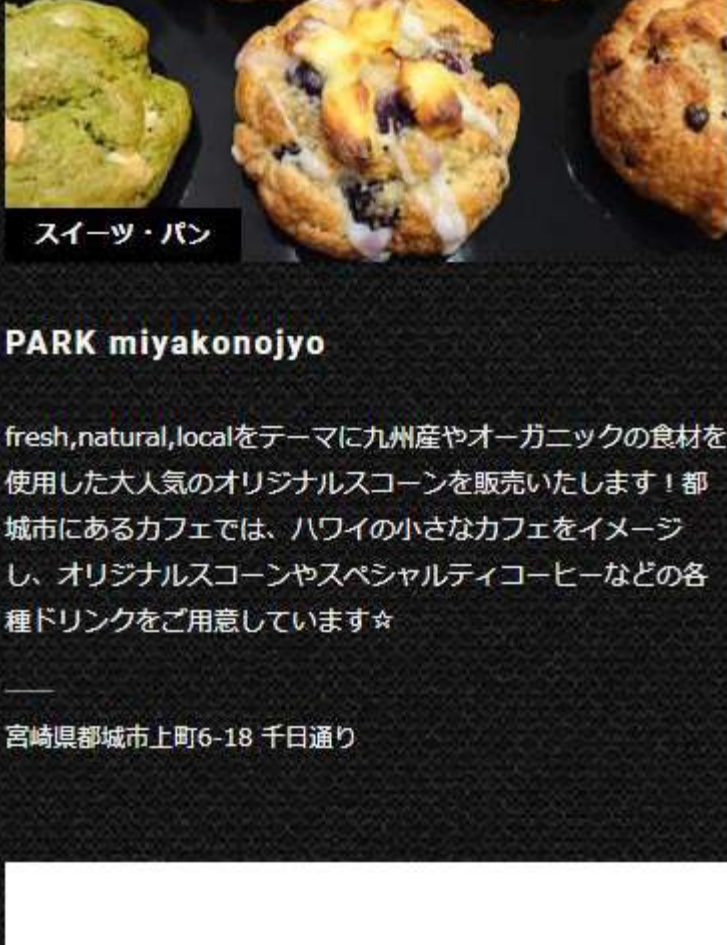 スイーツ・パン
PARK miyakonojyo
fresh,natural,localをテーマに九州産やオーガニックの食材を
使用した大人気のオリジナルスコーンを販売いたします！都
城市にあるカフェでは、ハワイの小さなカフェをイメージ
し、オリジナルスコーンやスペシャルティコーヒーなどの各
種ドリンクをご用意しています☆
宮崎県都城市上町6-18 千日通り